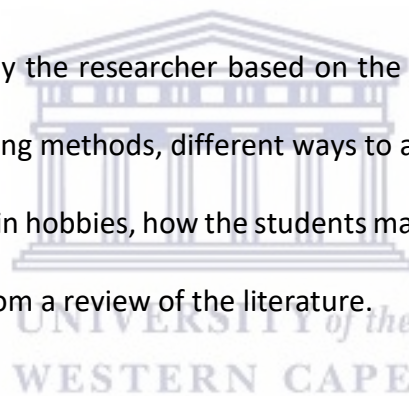 y the researcher based on the
ng methods, different ways to a
in hobbies, how the students ma
om a review of the literature.
UNIVERSITY of the
WESTERN CAPE